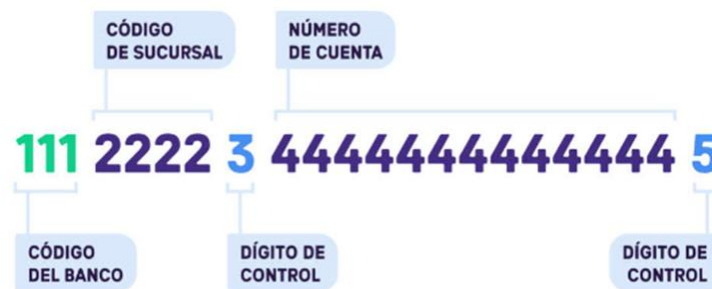 CÓDIGO
DE SUCURSAL
NÚMERO
DE CUENTA
111 2222 3 4444444444444 5
CÓDIGO
DEL BANCO
DÍGITO DE
CONTROL
DÍGITO DE
CONTROL